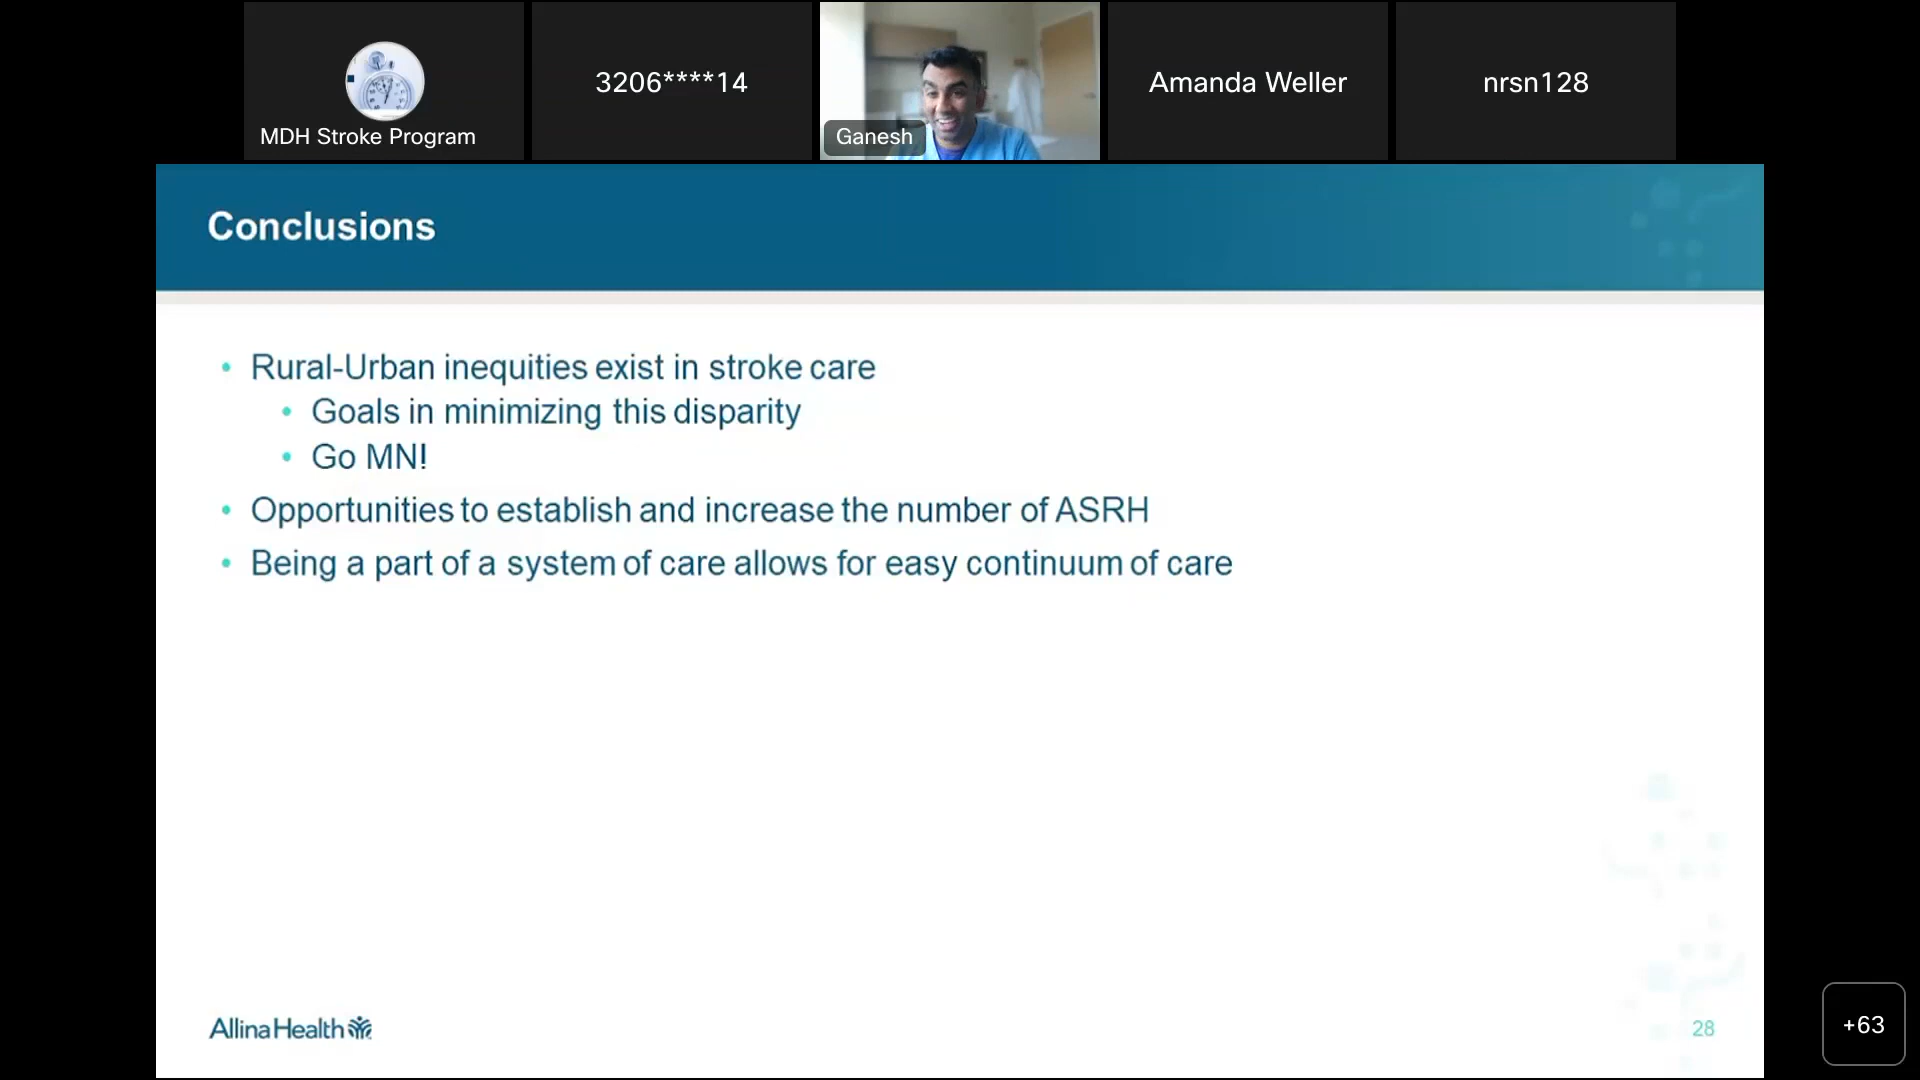 MDH Stroke Program
3206****14
Ganesh
Amanda Weller
nrsn128
Conclusions
• Rural-Urban inequities exist in stroke care
• Goals in minimizing this disparity
• Go MN!
• Opportunities to establish and increase the number of ASRH
• Being a part of a system of care allows for easy continuum of care
Allina Health
28
+63